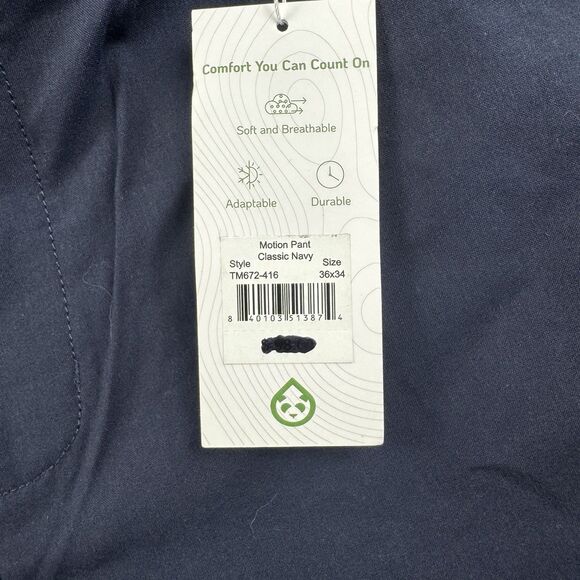 Comfort You Can Count On
Soft and Breathable
Adaptable Durable
Motion Pant
Classic Navy
Style Size
TM672-416 36x34
8 40103 51387 4